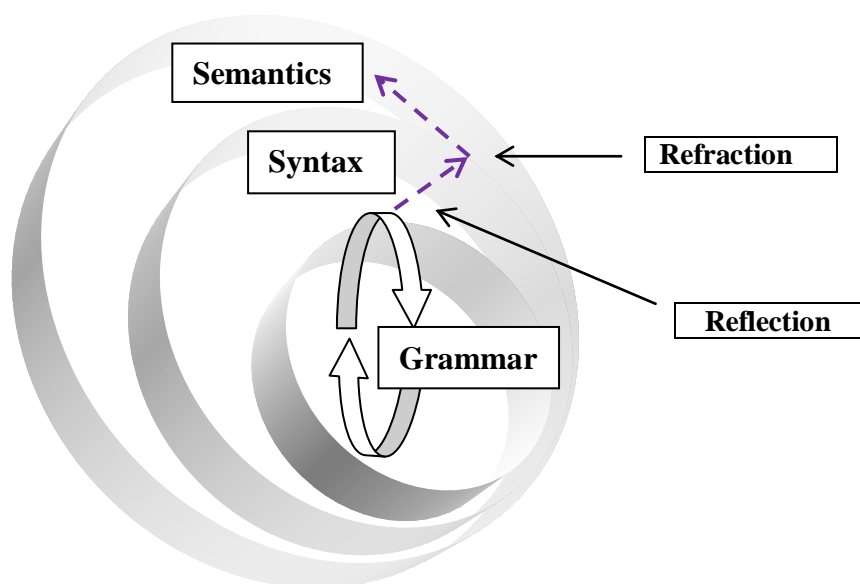 Semantics
Syntax
Refraction
Reflection
Grammar